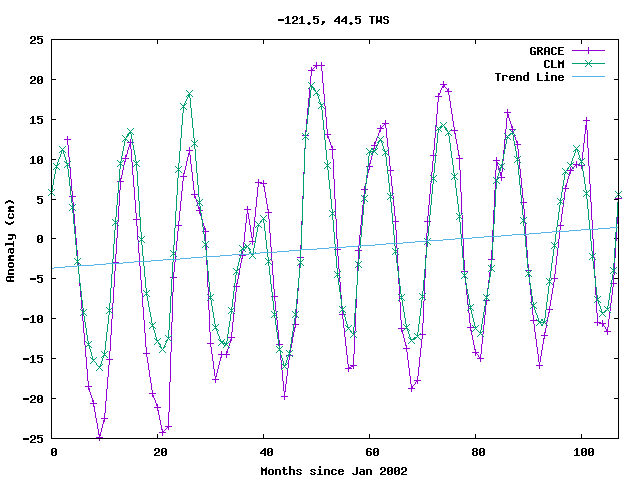 -121.5, 44.5 TWS
GRACE
CLM
Trend Line
25
20
15
10
5
0
-5
-10
-15
-20
-25
Anomaly (cm)
0 20 40 60 80 100
Months since Jan 2002